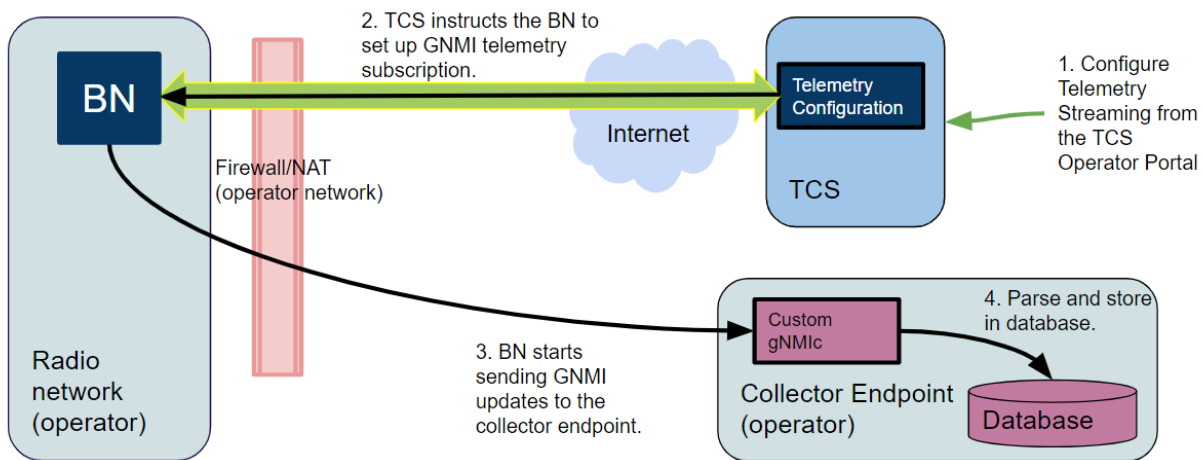 2. TCS instructs the BN to
set up GNMI telemetry
subscription.
BN
Telemetry
Configuration
1. Configure
Telemetry
Streaming from
the TCS
Operator Portal
Internet
Firewall/NAT
(operator network)
TCS
Radio
network
(operator)
3. BN starts
sending GNMI
updates to the
collector endpoint.
Custom
gNMIc
4. Parse and store
in database.
Collector Endpoint
(operator)
Database